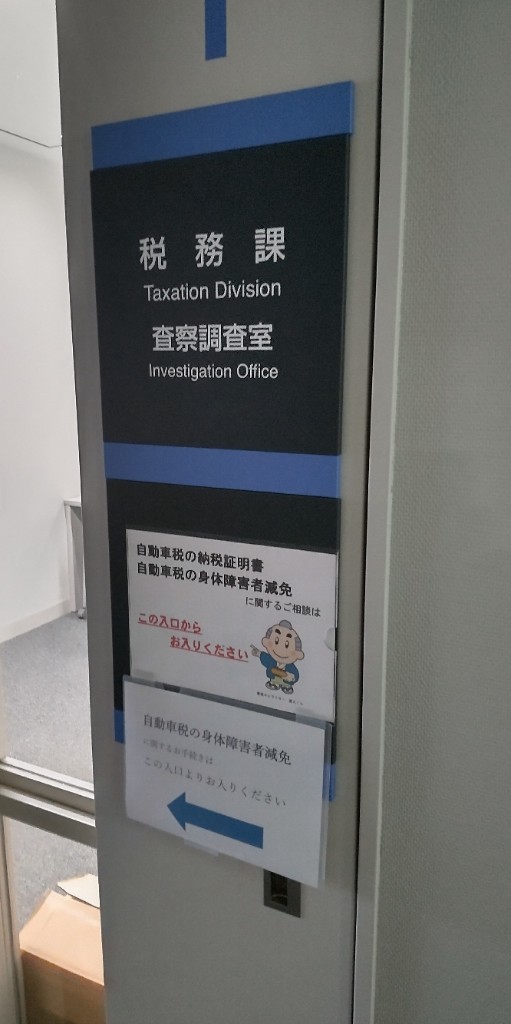 税務課
Taxation Division
査察調査室
Investigation Office
自動車税の納税証明書
自動車税の身体障害者減免
に関するご相談は
この入口から
お入りください
自動車税の身体障害者減免
に関するお手続きは
この入口よりお入りください